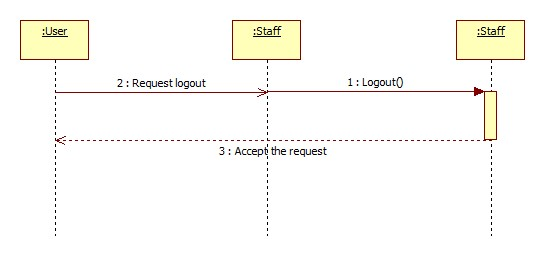 :User
:Staff
:Staff
2 : Request logout
1 : Logout()
3 : Accept the request